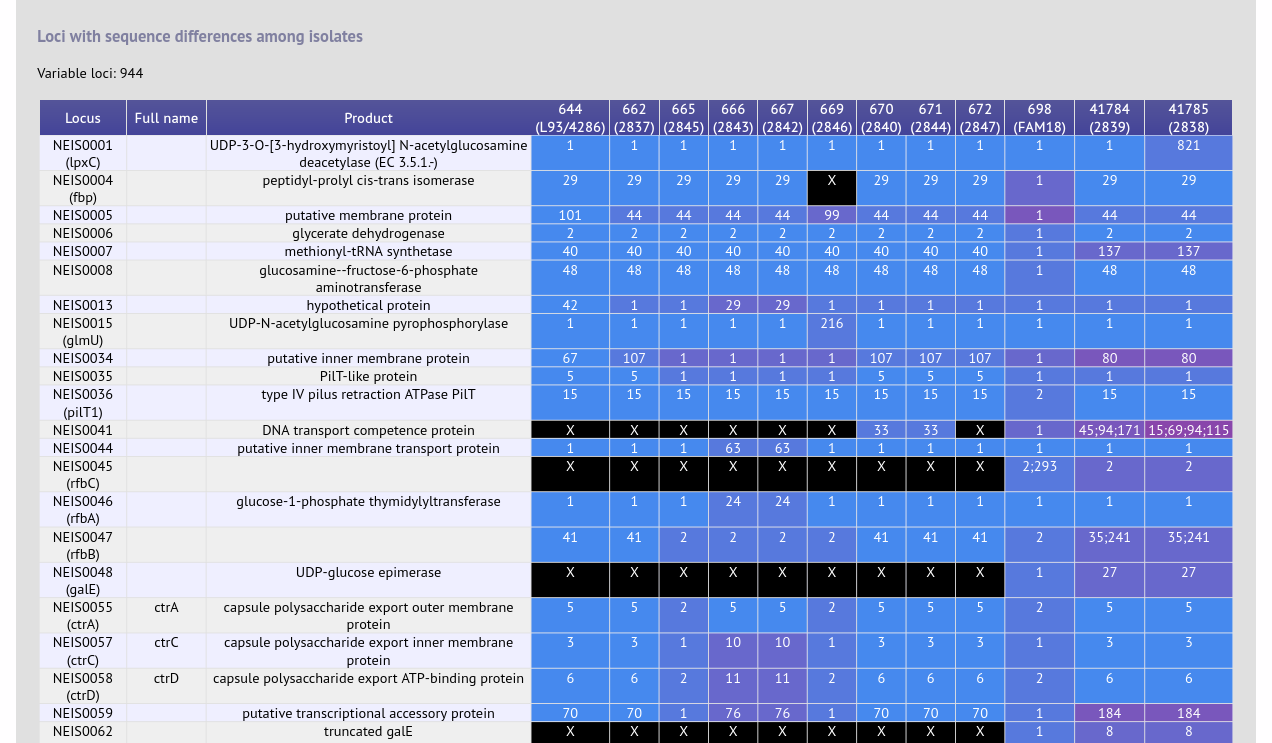 Loci with sequence differences among isolates
Variable loci: 944
Locus Full name Product 644 (L93/4286) 662 (2837) 665 (2845) 666 (2843) 667 (2842) 669 (2846) 670 (2840) 671 (2844) 672 (2847) 698 (FAM18) 41784 (2839) 41785 (2838)
NEIS0001 (lpxC) UDP-3-O-[3-hydroxymyristoyl] N-acetylglucosamine deacetylase (EC 3.5.1.-) 1 1 1 1 1 1 1 1 1 1 1 821
NEIS0004 (fbp) peptidyl-prolyl cis-trans isomerase 29 29 29 29 29 X 29 29 29 1 29 29
NEIS0005 putative membrane protein 101 44 44 44 44 99 44 44 44 1 44 44
NEIS0006 glycerate dehydrogenase 2 2 2 2 2 2 2 2 2 1 2 2
NEIS0007 methionyl-tRNA synthetase 40 40 40 40 40 40 40 40 40 1 137 137
NEIS0008 glucosamine--fructose-6-phosphate aminotransferase 48 48 48 48 48 48 48 48 48 1 48 48
NEIS0013 hypothetical protein 42 1 1 29 29 1 1 1 1 1 1 1
NEIS0015 (glmU) UDP-N-acetylglucosamine pyrophosphorylase 1 1 1 1 1 216 1 1 1 1 1 1
NEIS0034 putative inner membrane protein 67 107 1 1 1 1 107 107 107 1 80 80
NEIS0035 PilT-like protein 5 5 1 1 1 1 5 5 5 1 1 1
NEIS0036 (pilT1) type IV pilus retraction ATPase PilT 15 15 15 15 15 15 15 15 15 2 15 15
NEIS0041 DNA transport competence protein X X X X X X 33 33 X 1 45;94;171 15;69;94;115
NEIS0044 putative inner membrane transport protein 1 1 1 63 63 1 1 1 1 1 1 1
NEIS0045 (rfbC) X X X X X X X X X 2;293 2 2
NEIS0046 (rfbA) glucose-1-phosphate thymidylyltransferase 1 1 1 24 24 1 1 1 1 1 1 1
NEIS0047 (rfbB) 41 41 2 2 2 2 41 41 41 2 35;241 35;241
NEIS0048 (galE) UDP-glucose epimerase X X X X X X X X X 1 27 27
NEIS0055 (ctrA) ctrA capsule polysaccharide export outer membrane protein 5 5 2 5 5 2 5 5 5 2 5 5
NEIS0057 (ctrC) ctrC capsule polysaccharide export inner membrane protein 3 3 1 10 10 1 3 3 3 1 3 3
NEIS0058 (ctrD) ctrD capsule polysaccharide export ATP-binding protein 6 6 2 11 11 2 6 6 6 2 6 6
NEIS0059 putative transcriptional accessory protein 70 70 1 76 76 1 70 70 70 1 184 184
NEIS0062 truncated galE X X X X X X X X X 1 8 8